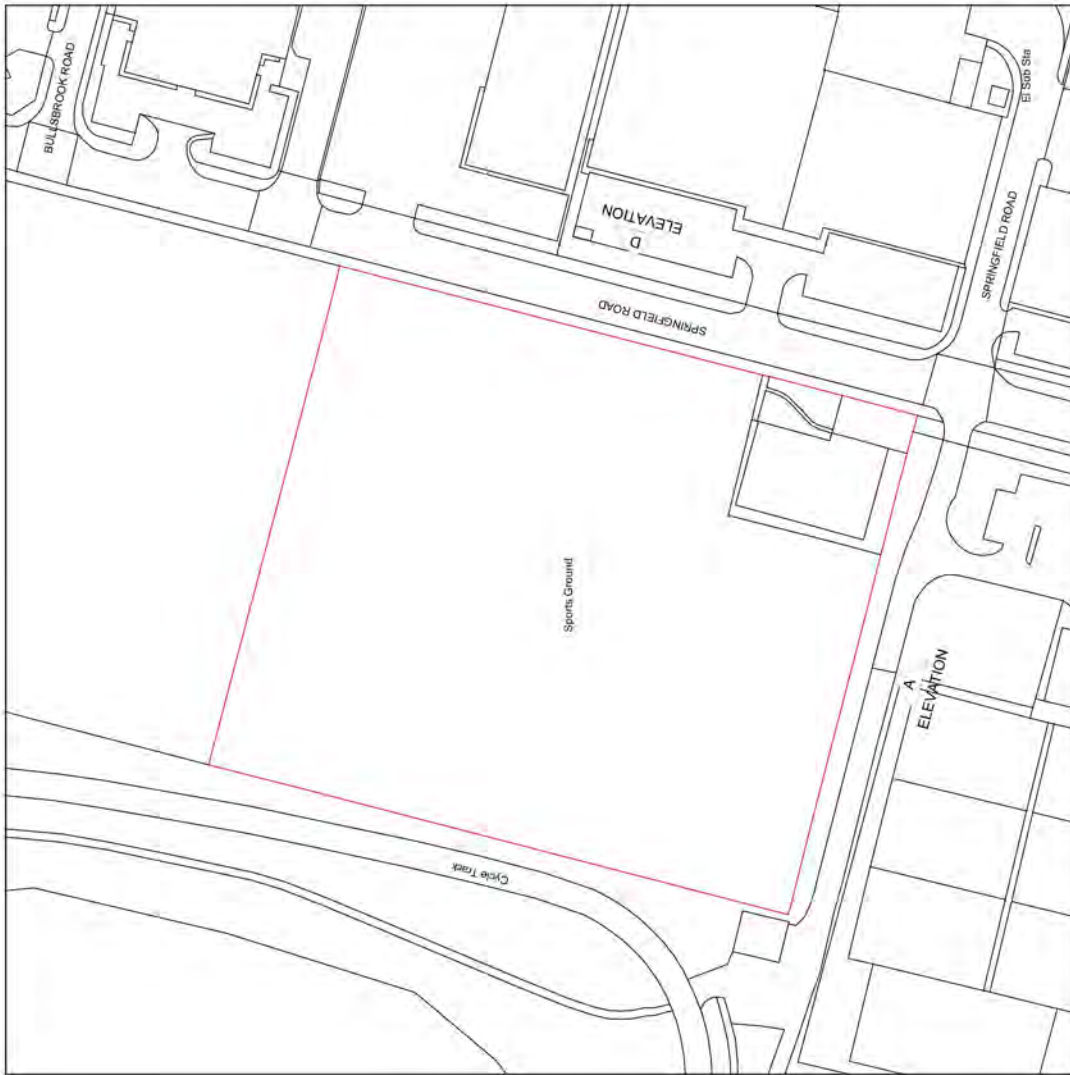 BULLSBROOK ROAD
El Sub Sta
SPRINGFIELD ROAD
D
ELEVATION
SPRINGFIELD ROAD
Sports Ground
A
ELEVATION
Cycle Track